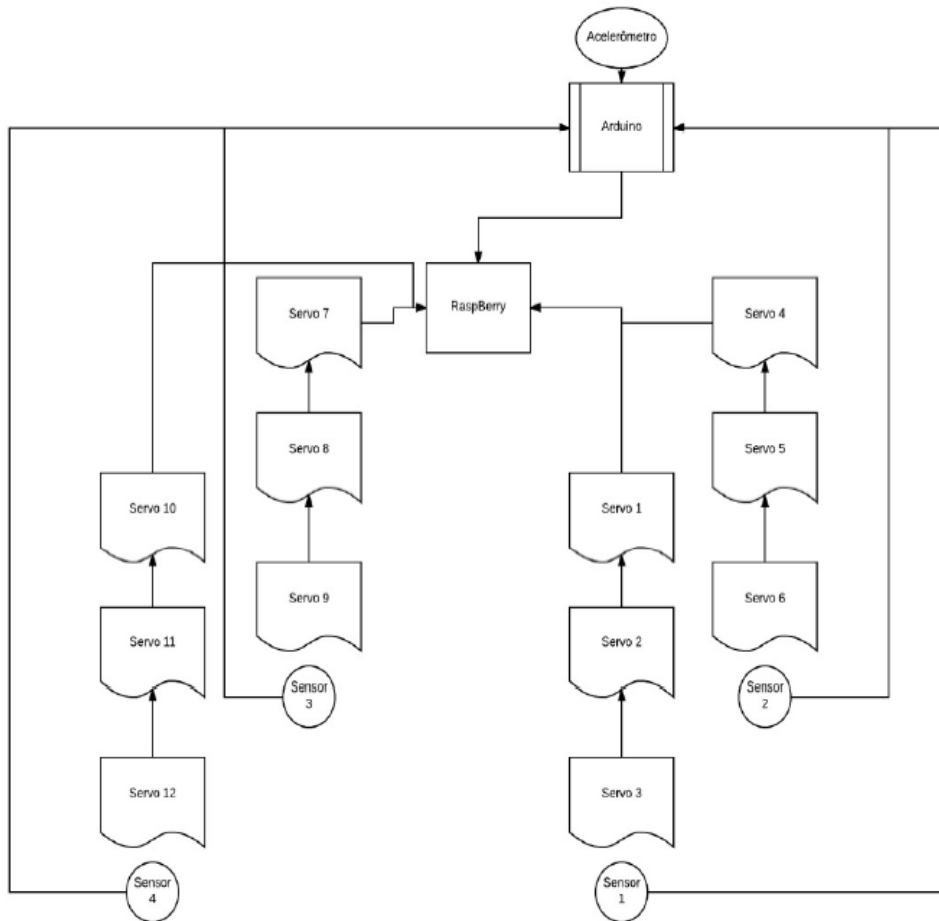 Acelerômetro
Arduino
RaspBerry
Servo 7
Servo 4
Servo 8
Servo 5
Servo 10
Servo 1
Servo 9
Servo 6
Servo 11
Servo 2
Sensor
3
Sensor
2
Servo 12
Servo 3
Sensor
4
Sensor
1